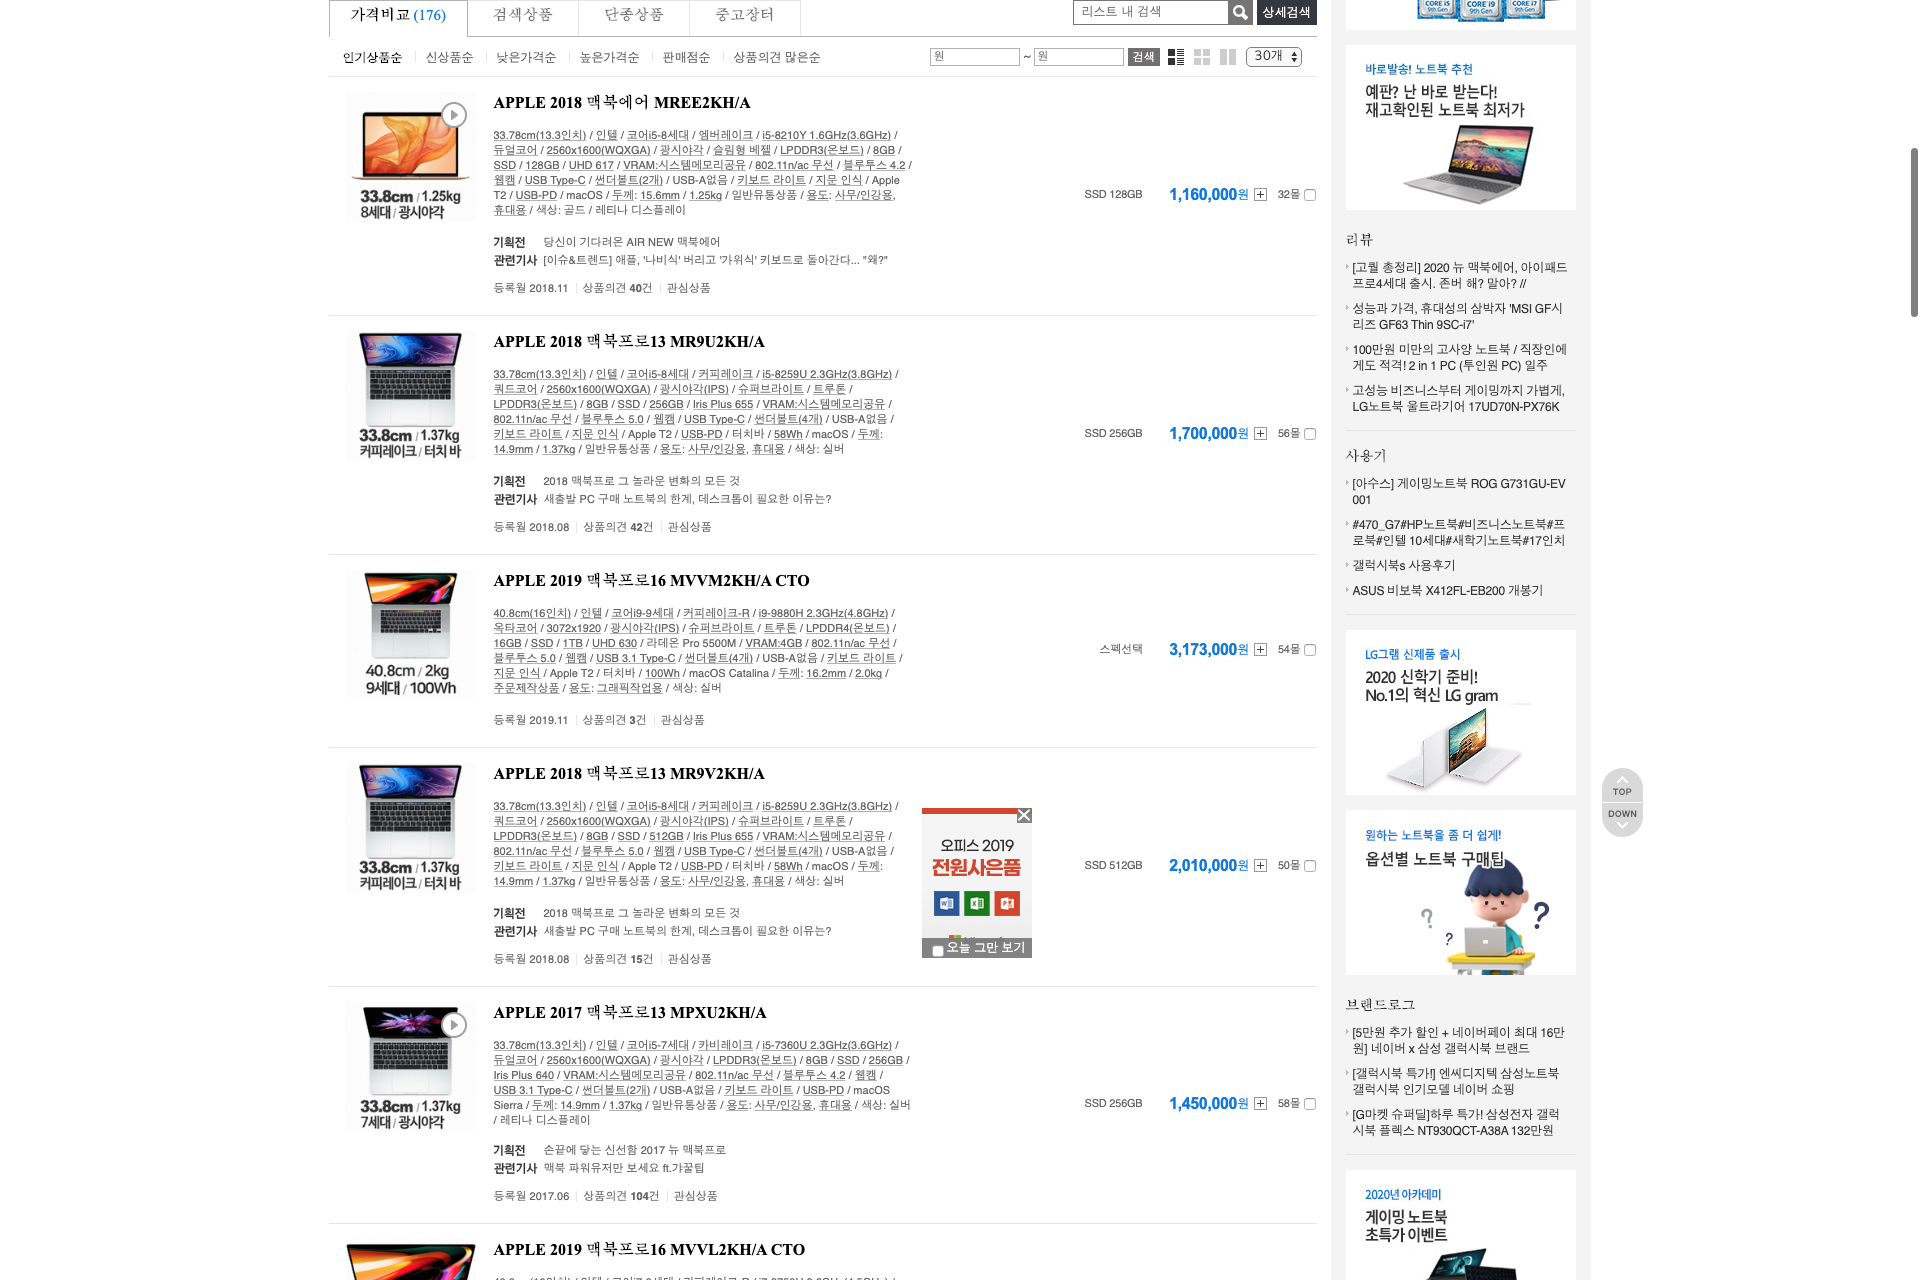 가격비교 (176)
검색상품
단종상품
중고장터
리스트 내 검색
상세검색
인기상품순
신상품순
낮은가격순
높은가격순
판매점순
상품의견 많은순
원 ~ 원 검색
30개
APPLE 2018 맥북에어 MREE2KH/A
33.8cm / 1.25kg
8세대 / 광시야각
33.78cm(13.3인치) / 인텔 / 코어i5-8세대 / 엠버레이크 / i5-8210Y 1.6GHz(3.6GHz) /
듀얼코어 / 2560x1600(WQXGA) / 광시야각 / 슬림형 베젤 / LPDDR3(온보드) / 8GB /
SSD / 128GB / UHD 617 / VRAM:시스템메모리공유 / 802.11n/ac 무선 / 블루투스 4.2 /
웹캠 / USB Type-C / 썬더볼트(2개) / USB-A없음 / 키보드 라이트 / 지문 인식 / Apple
T2 / USB-PD / macOS / 두께: 15.6mm / 1.25kg / 일반유통상품 / 용도: 사무/인강용,
휴대용 / 색상: 골드 / 레티나 디스플레이
SSD 128GB 1,160,000원 32몰
기획전 당신이 기다려온 AIR NEW 맥북에어
관련기사 [이슈&트렌드] 애플, '나비식' 버리고 '가위식' 키보드로 돌아간다... "왜?"
등록월 2018.11 상품의견 40건 관심상품
APPLE 2018 맥북프로13 MR9U2KH/A
33.8cm / 1.37kg
커피레이크 / 터치 바
33.78cm(13.3인치) / 인텔 / 코어i5-8세대 / 커피레이크 / i5-8259U 2.3GHz(3.8GHz) /
쿼드코어 / 2560x1600(WQXGA) / 광시야각(IPS) / 슈퍼브라이트 / 트루톤 /
LPDDR3(온보드) / 8GB / SSD / 256GB / Iris Plus 655 / VRAM:시스템메모리공유 /
802.11n/ac 무선 / 블루투스 5.0 / 웹캠 / USB Type-C / 썬더볼트(4개) / USB-A없음 /
키보드 라이트 / 지문 인식 / Apple T2 / USB-PD / 터치바 / 58Wh / macOS / 두께:
14.9mm / 1.37kg / 일반유통상품 / 용도: 사무/인강용, 휴대용 / 색상: 실버
SSD 256GB 1,700,000원 56몰
기획전 2018 맥북프로 그 놀라운 변화의 모든 것
관련기사 새출발 PC 구매 노트북의 한계, 데스크톱이 필요한 이유는?
등록월 2018.08 상품의견 42건 관심상품
APPLE 2019 맥북프로16 MVVM2KH/A CTO
40.8cm / 2kg
9세대 / 100Wh
40.8cm(16인치) / 인텔 / 코어i9-9세대 / 커피레이크-R / i9-9880H 2.3GHz(4.8GHz) /
옥타코어 / 3072x1920 / 광시야각(IPS) / 슈퍼브라이트 / 트루톤 / LPDDR4(온보드) /
16GB / SSD / 1TB / UHD 630 / 라데온 Pro 5500M / VRAM:4GB / 802.11n/ac 무선 /
블루투스 5.0 / 웹캠 / USB 3.1 Type-C / 썬더볼트(4개) / USB-A없음 / 키보드 라이트 /
지문 인식 / Apple T2 / 터치바 / 100Wh / macOS Catalina / 두께: 16.2mm / 2.0kg /
주문제작상품 / 용도: 그래픽작업용 / 색상: 실버
스펙선택 3,173,000원 54몰
등록월 2019.11 상품의견 3건 관심상품
APPLE 2018 맥북프로13 MR9V2KH/A
33.8cm / 1.37kg
커피레이크 / 터치 바
33.78cm(13.3인치) / 인텔 / 코어i5-8세대 / 커피레이크 / i5-8259U 2.3GHz(3.8GHz) /
쿼드코어 / 2560x1600(WQXGA) / 광시야각(IPS) / 슈퍼브라이트 / 트루톤 /
LPDDR3(온보드) / 8GB / SSD / 512GB / Iris Plus 655 / VRAM:시스템메모리공유 /
802.11n/ac 무선 / 블루투스 5.0 / 웹캠 / USB Type-C / 썬더볼트(4개) / USB-A없음 /
키보드 라이트 / 지문 인식 / Apple T2 / USB-PD / 터치바 / 58Wh / macOS / 두께:
14.9mm / 1.37kg / 일반유통상품 / 용도: 사무/인강용, 휴대용 / 색상: 실버
SSD 512GB 2,010,000원 50몰
기획전 2018 맥북프로 그 놀라운 변화의 모든 것
관련기사 새출발 PC 구매 노트북의 한계, 데스크톱이 필요한 이유는?
등록월 2018.08 상품의견 15건 관심상품
오피스 2019
전원사은품
오늘 그만 보기
APPLE 2017 맥북프로13 MPXU2KH/A
33.8cm / 1.37kg
7세대 / 광시야각
33.78cm(13.3인치) / 인텔 / 코어i5-7세대 / 카비레이크 / i5-7360U 2.3GHz(3.6GHz) /
듀얼코어 / 2560x1600(WQXGA) / 광시야각 / LPDDR3(온보드) / 8GB / SSD / 256GB /
Iris Plus 640 / VRAM:시스템메모리공유 / 802.11n/ac 무선 / 블루투스 4.2 / 웹캠 /
USB 3.1 Type-C / 썬더볼트(2개) / USB-A없음 / 키보드 라이트 / USB-PD / macOS
Sierra / 두께: 14.9mm / 1.37kg / 일반유통상품 / 용도: 사무/인강용, 휴대용 / 색상: 실버
/ 레티나 디스플레이
SSD 256GB 1,450,000원 58몰
기획전 손끝에 닿는 신선함 2017 뉴 맥북프로
관련기사 맥북 파워유저만 보세요 ft.갸꿀팁
등록월 2017.06 상품의견 104건 관심상품
APPLE 2019 맥북프로16 MVVL2KH/A CTO
CORE i5 CORE i9 CORE i7
9th Gen 9th Gen 9th Gen
바로발송! 노트북 추천
예판? 난 바로 받는다!
재고확인된 노트북 최저가
리뷰
[고퀄 총정리] 2020 뉴 맥북에어, 아이패드
프로4세대 출시. 존버 해? 말아? //
성능과 가격, 휴대성의 삼박자 'MSI GF시
리즈 GF63 Thin 9SC-i7'
100만원 미만의 고사양 노트북 / 직장인에
게도 적격! 2 in 1 PC (투인원 PC) 일주
고성능 비즈니스부터 게이밍까지 가볍게,
LG노트북 울트라기어 17UD70N-PX76K
사용기
[아수스] 게이밍노트북 ROG G731GU-EV
001
#470_G7#HP노트북#비즈니스노트북#프
로북#인텔 10세대#새학기노트북#17인치
갤럭시북s 사용후기
ASUS 비보북 X412FL-EB200 개봉기
LG그램 신제품 출시
2020 신학기 준비!
No.1의 혁신 LG gram
원하는 노트북을 좀 더 쉽게!
옵션별 노트북 구매팁
브랜드로그
[5만원 추가 할인 + 네이버페이 최대 16만
원] 네이버 x 삼성 갤럭시북 브랜드
[갤럭시북 특가!] 엔씨디지텍 삼성노트북
갤럭시북 인기모델 네이버 쇼핑
[G마켓 슈퍼딜]하루 특가! 삼성전자 갤럭
시북 플렉스 NT930QCT-A38A 132만원
2020년 아카데미
게이밍 노트북
초특가 이벤트
TOP
DOWN